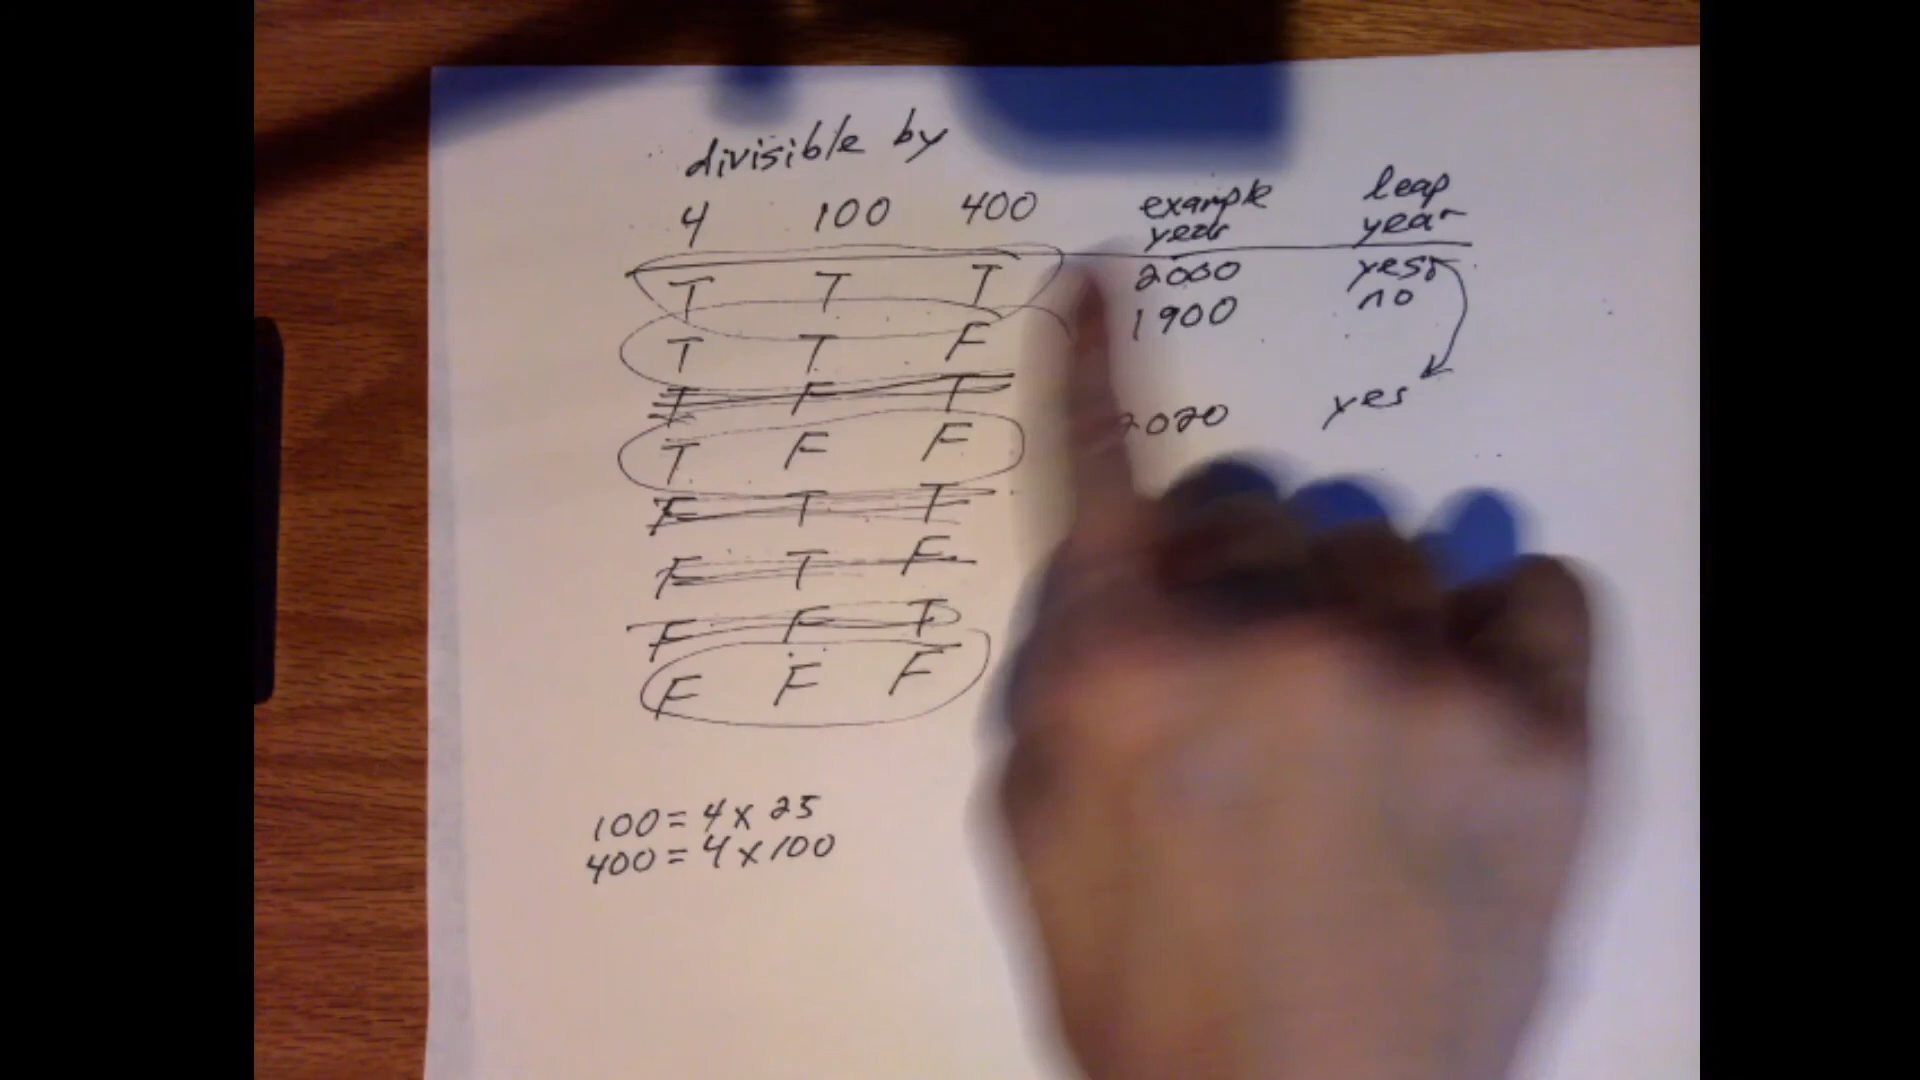 divisible by
4 100 400 example years leap year
T T T 2000 yes
T T F 1900 no
T F T
T F F 2020 yes
F T T
F T F
F F T
F F F
100 = 4 x 25
400 = 4 x 100